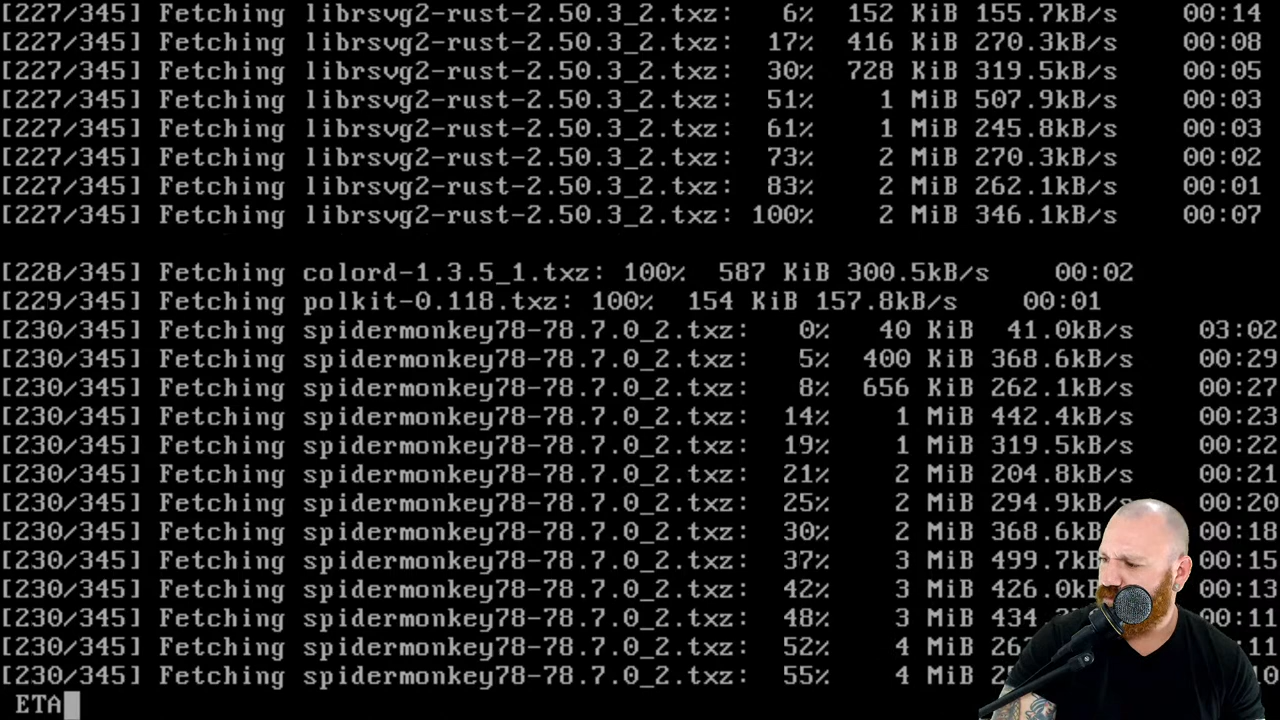 [227/345] Fetching librsvg2-rust-2.50.3_2.txz: 6% 152 KiB 155.7kB/s 00:14
[227/345] Fetching librsvg2-rust-2.50.3_2.txz: 17% 416 KiB 270.3kB/s 00:08
[227/345] Fetching librsvg2-rust-2.50.3_2.txz: 30% 728 KiB 319.5kB/s 00:05
[227/345] Fetching librsvg2-rust-2.50.3_2.txz: 51% 1 MiB 507.9kB/s 00:03
[227/345] Fetching librsvg2-rust-2.50.3_2.txz: 61% 1 MiB 245.8kB/s 00:03
[227/345] Fetching librsvg2-rust-2.50.3_2.txz: 73% 2 MiB 270.3kB/s 00:02
[227/345] Fetching librsvg2-rust-2.50.3_2.txz: 83% 2 MiB 262.1kB/s 00:01
[227/345] Fetching librsvg2-rust-2.50.3_2.txz: 100% 2 MiB 346.1kB/s 00:07
[228/345] Fetching colord-1.3.5_1.txz: 100% 587 KiB 300.5kB/s 00:02
[229/345] Fetching polkit-0.118.txz: 100% 154 KiB 157.8kB/s 00:01
[230/345] Fetching spidermonkey78-78.7.0_2.txz: 0% 40 KiB 41.0kB/s 03:02
[230/345] Fetching spidermonkey78-78.7.0_2.txz: 5% 400 KiB 368.6kB/s 00:29
[230/345] Fetching spidermonkey78-78.7.0_2.txz: 8% 656 KiB 262.1kB/s 00:27
[230/345] Fetching spidermonkey78-78.7.0_2.txz: 14% 1 MiB 442.4kB/s 00:23
[230/345] Fetching spidermonkey78-78.7.0_2.txz: 19% 1 MiB 319.5kB/s 00:22
[230/345] Fetching spidermonkey78-78.7.0_2.txz: 21% 2 MiB 204.8kB/s 00:21
[230/345] Fetching spidermonkey78-78.7.0_2.txz: 25% 2 MiB 294.9kB/s 00:20
[230/345] Fetching spidermonkey78-78.7.0_2.txz: 30% 2 MiB 368.6kB/s 00:18
[230/345] Fetching spidermonkey78-78.7.0_2.txz: 37% 3 MiB 499.7kB/ 00:15
[230/345] Fetching spidermonkey78-78.7.0_2.txz: 42% 3 MiB 426.0kB 00:13
[230/345] Fetching spidermonkey78-78.7.0_2.txz: 48% 3 MiB 434. 0:11
[230/345] Fetching spidermonkey78-78.7.0_2.txz: 52% 4 MiB 11
[230/345] Fetching spidermonkey78-78.7.0_2.txz: 55% 4 MiB 10
ETA